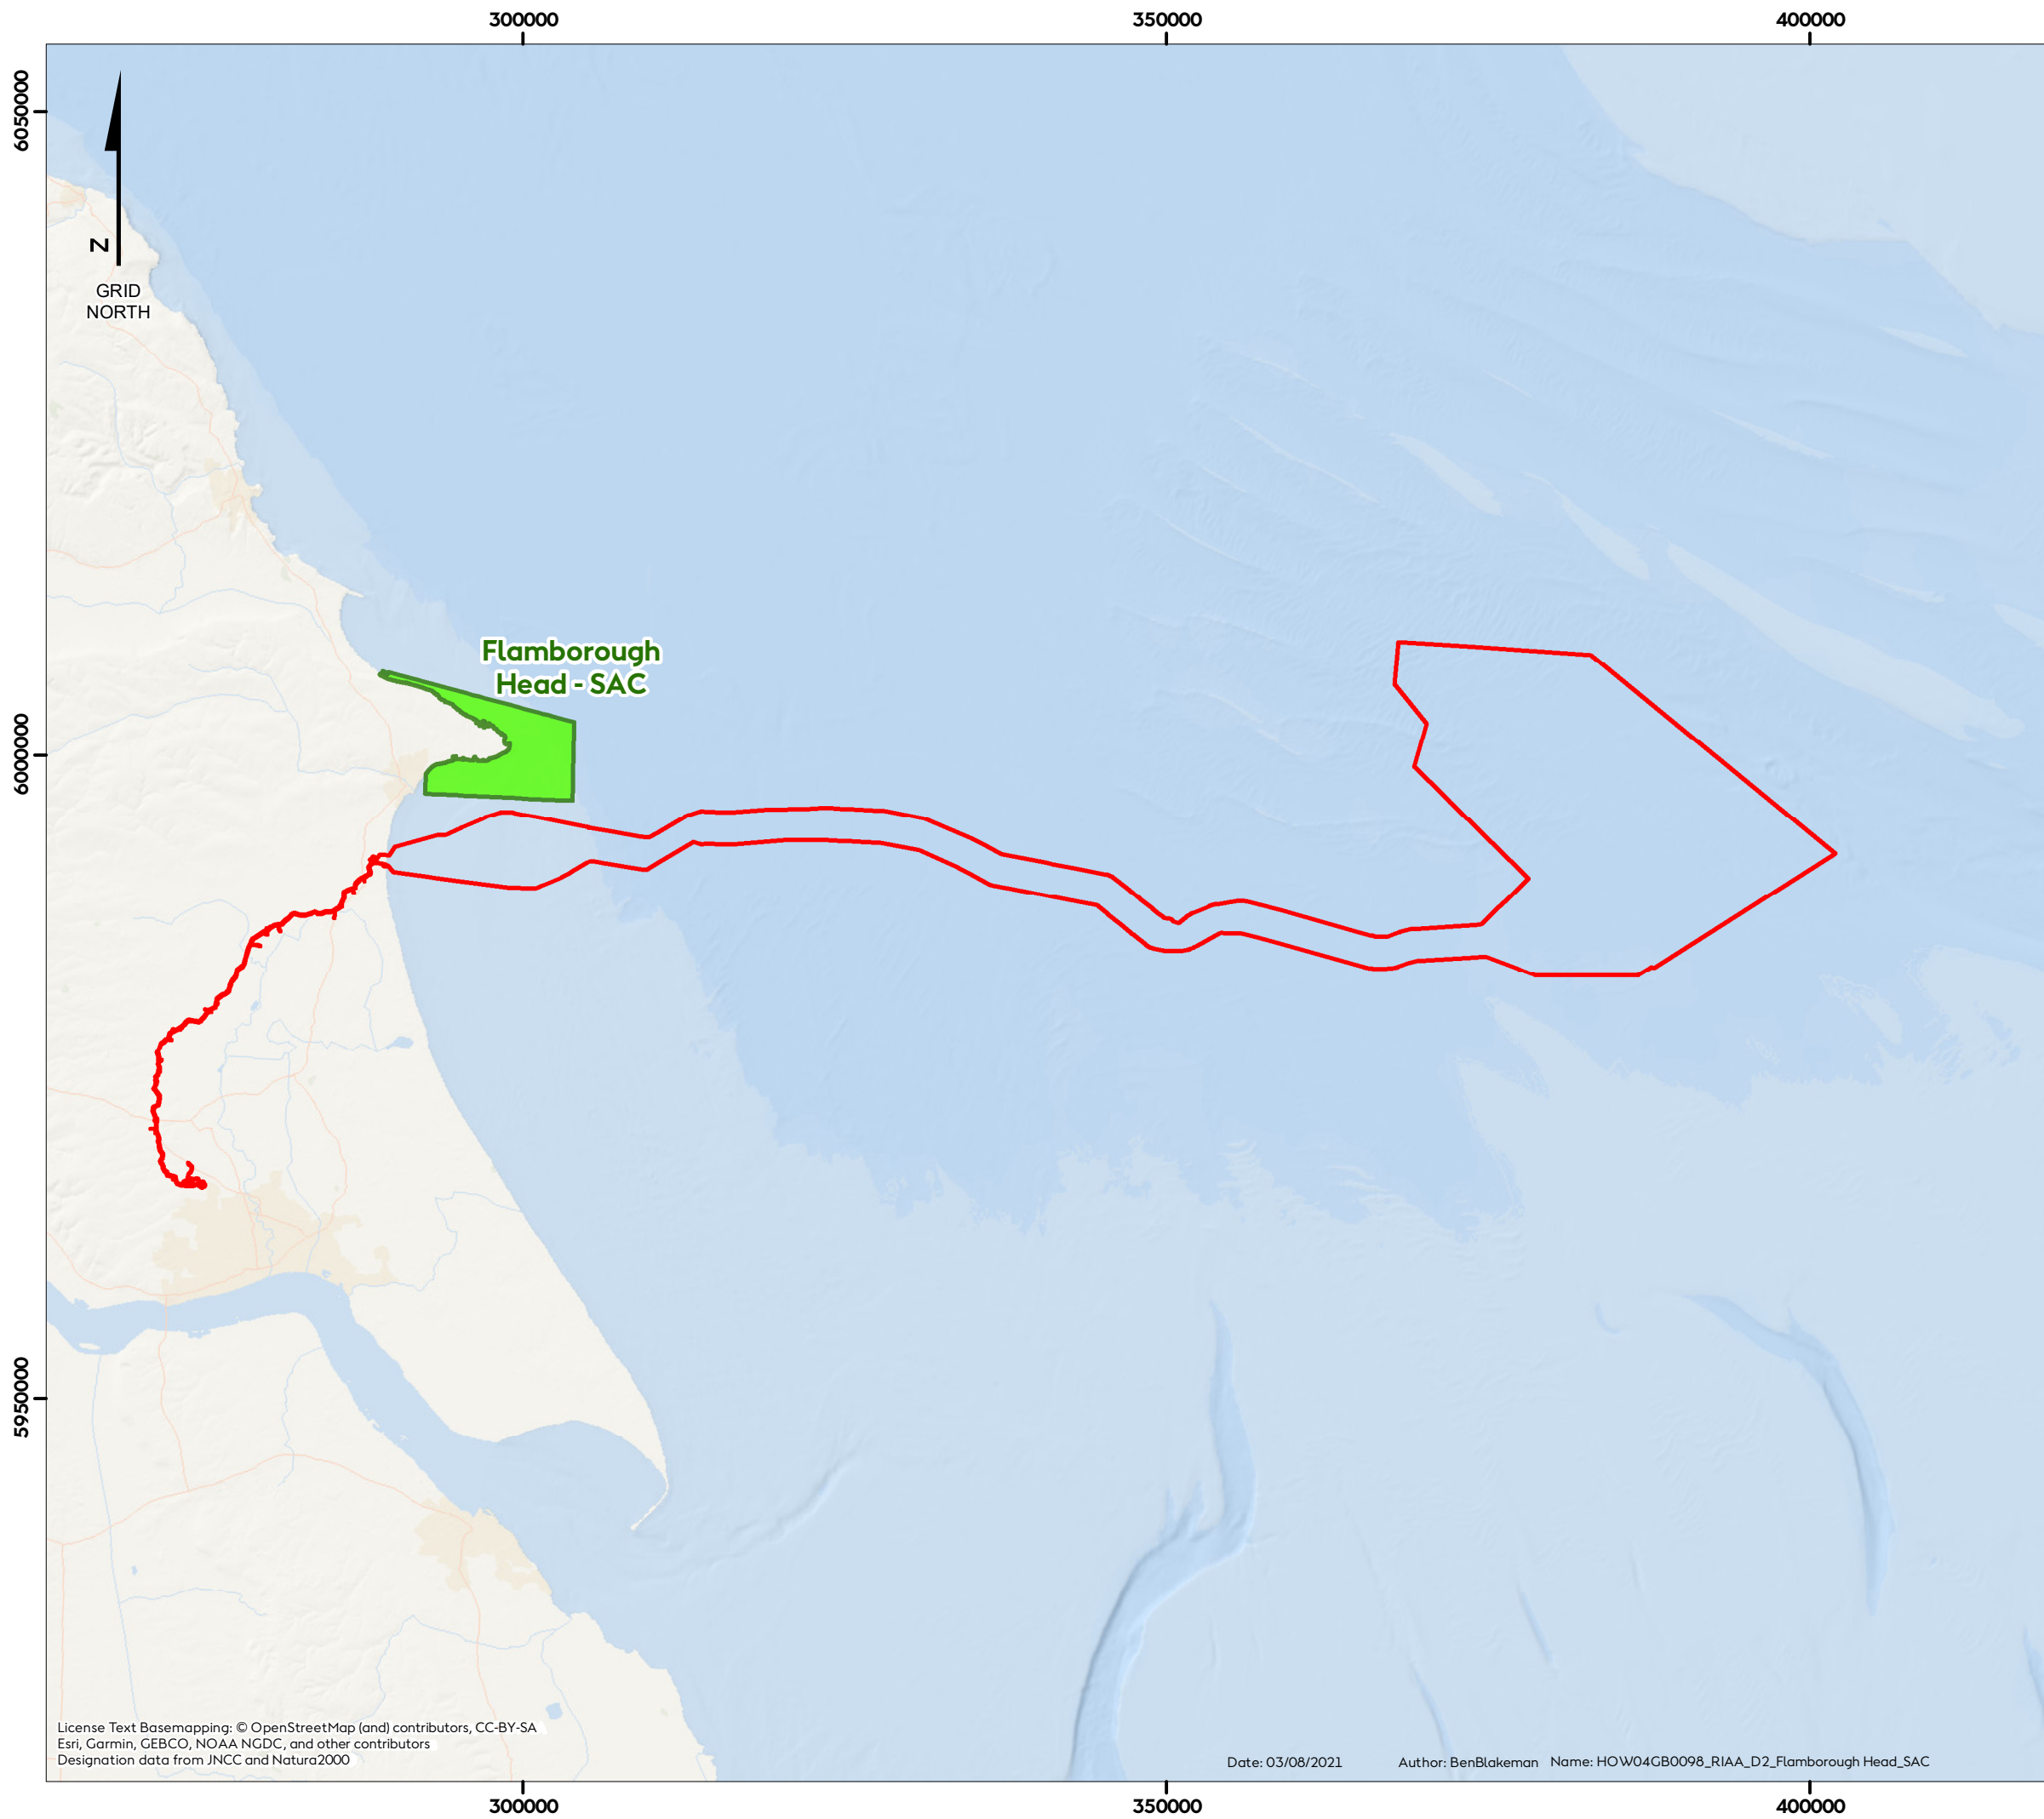 300000
350000
400000
6050000
N
GRID
NORTH
Flamborough
Head - SAC
6000000
5950000
License Text Basemapping: © OpenStreetMap (and) contributors, CC-BY-SA
Esri, Garmin, GEBCO, NOAA NGDC, and other contributors
Designation data from JNCC and Natura2000
Date: 03/08/2021 Author: BenBlakeman Name: HOW04GB0098_RIAA_D2_Flamborough Head_SAC
300000
350000
400000